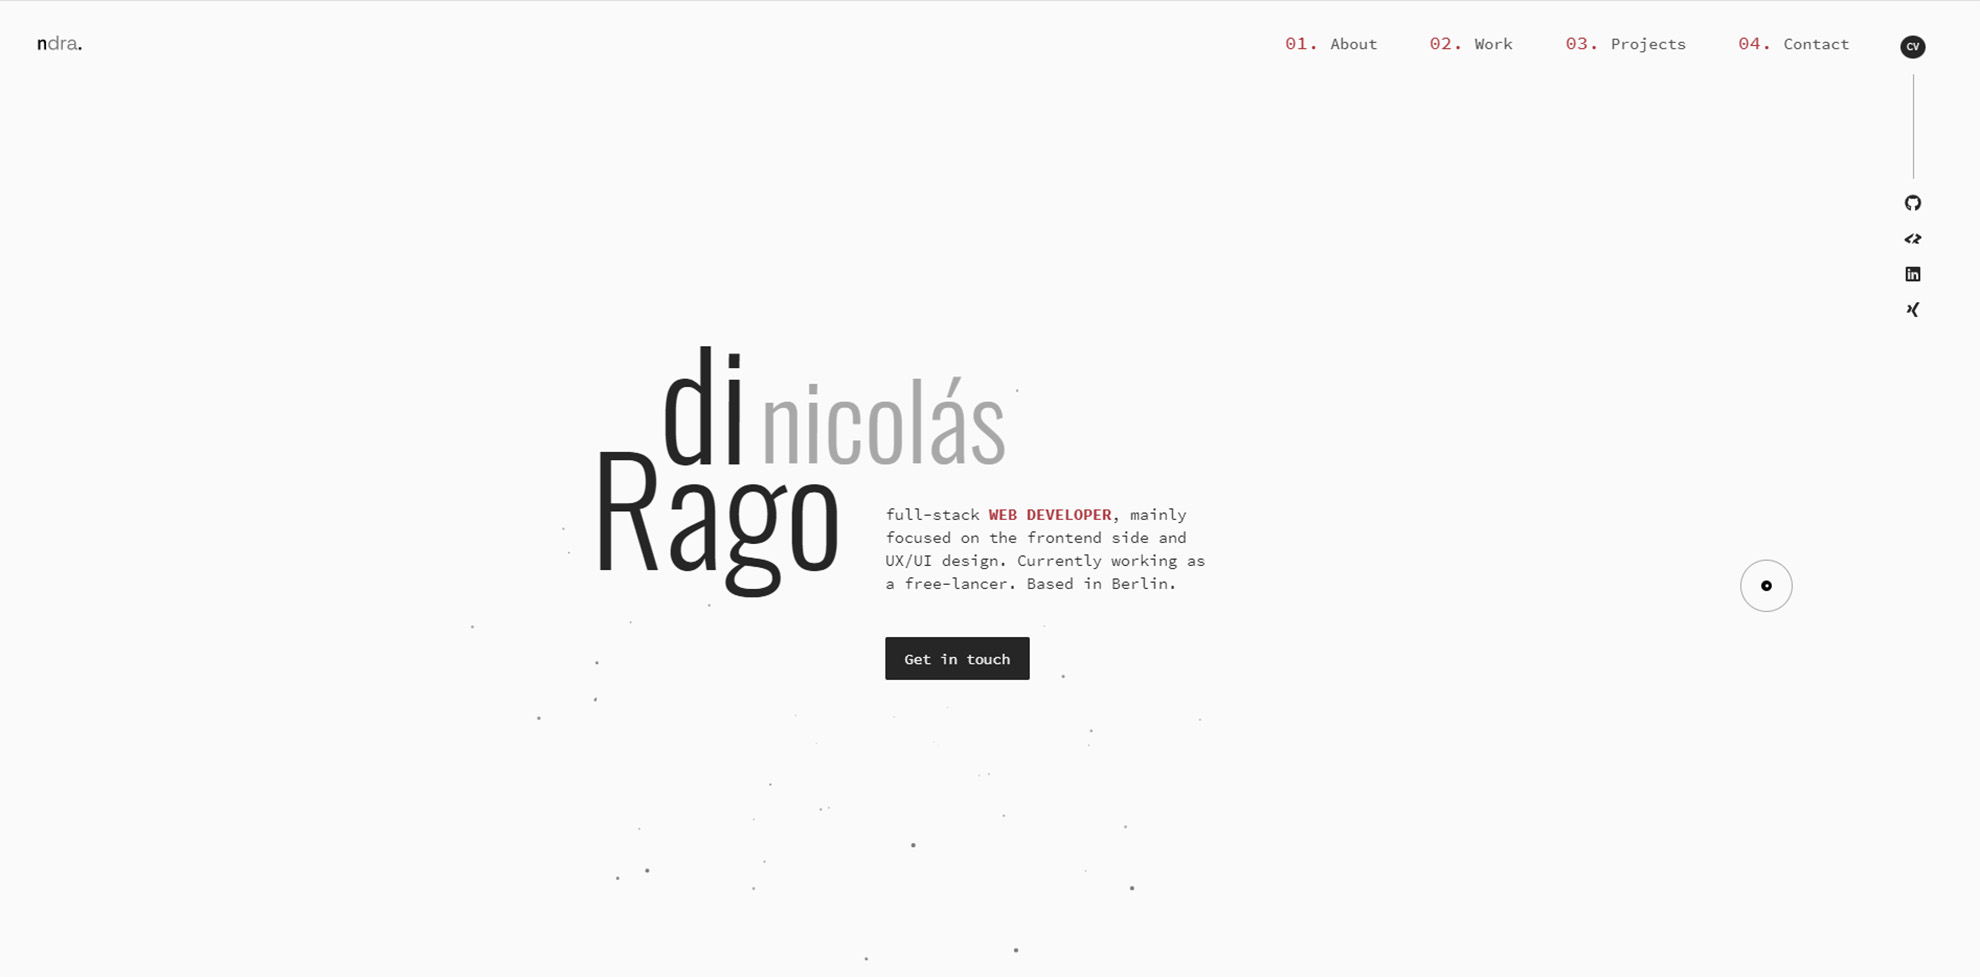 ndra.
01. About 02. Work 03. Projects 04. Contact
CV
di nicolás
Rago
full-stack WEB DEVELOPER, mainly
focused on the frontend side and
UX/UI design. Currently working as
a free-lancer. Based in Berlin.
Get in touch